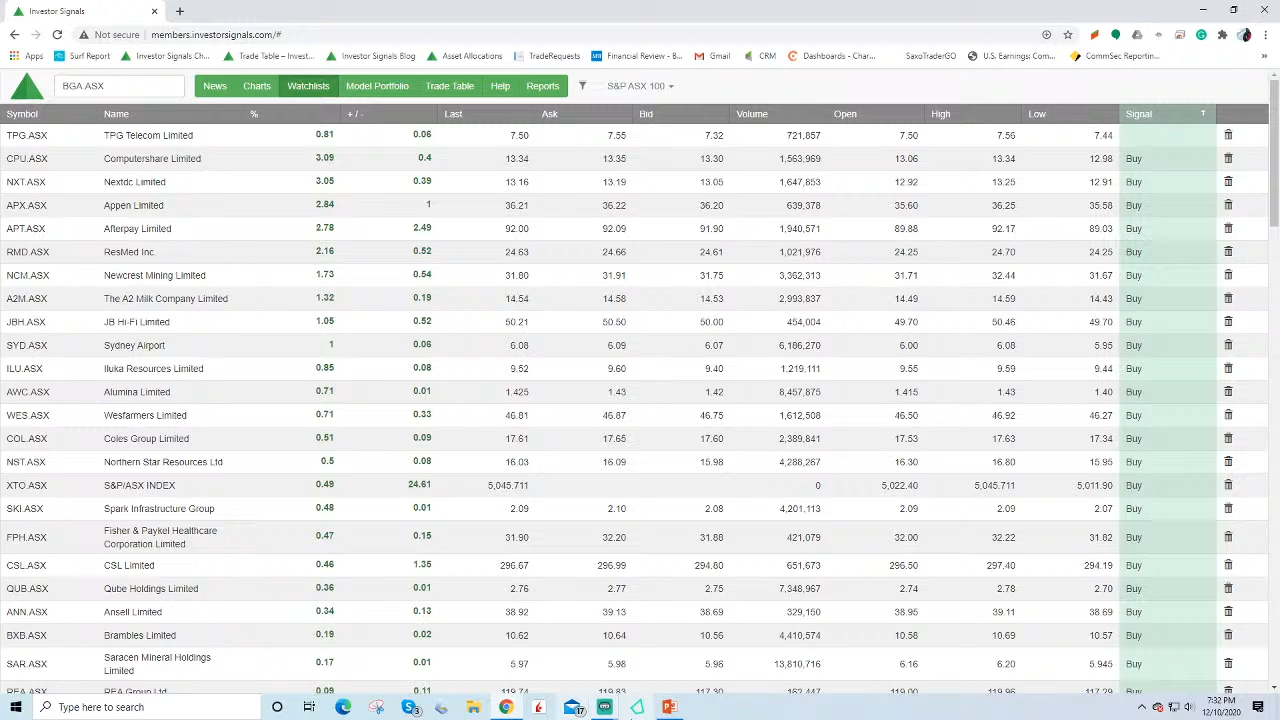 Investor Signals
Not secure | members.investorsignals.com/#
Apps Surf Report Investor Signals Ch... Trade Table – Invest... Investor Signals Blog Asset Allocations TradeRequests Financial Review - B... Gmail CRM Dashboards - Char... SaxoTraderGO U.S. Earnings Com... CommSec Reportin... »
BGA.ASX News Charts Watchlists Model Portfolio Trade Table Help Reports S&P ASX 100
Symbol Name % + / - Last Ask Bid Volume Open High Low Signal
TPG.ASX TPG Telecom Limited 0.81 0.06 7.50 7.55 7.32 721,857 7.50 7.56 7.44
CPU.ASX Computershare Limited 3.09 0.4 13.34 13.35 13.30 1,563,969 13.06 13.34 12.98 Buy
NXT.ASX Nextdc Limited 3.05 0.39 13.16 13.19 13.05 1,647,853 12.92 13.25 12.91 Buy
APX.ASX Appen Limited 2.84 1 36.21 36.22 36.20 639,378 35.60 36.25 35.58 Buy
APT.ASX Afterpay Limited 2.78 2.49 92.00 92.09 91.90 1,940,571 89.88 92.17 89.03 Buy
RMD.ASX ResMed Inc. 2.16 0.52 24.63 24.66 24.61 1,021,976 24.25 24.70 24.25 Buy
NCM.ASX Newcrest Mining Limited 1.73 0.54 31.80 31.91 31.75 3,362,313 31.71 32.44 31.67 Buy
A2M.ASX The A2 Milk Company Limited 1.32 0.19 14.54 14.58 14.53 2,993,837 14.49 14.59 14.43 Buy
JBH.ASX JB Hi-Fi Limited 1.05 0.52 50.21 50.50 50.00 454,004 49.70 50.46 49.70 Buy
SYD.ASX Sydney Airport 1 0.06 6.08 6.09 6.07 6,186,270 6.00 6.08 5.95 Buy
ILU.ASX Iluka Resources Limited 0.85 0.08 9.52 9.60 9.40 1,219,111 9.55 9.59 9.44 Buy
AWC.ASX Alumina Limited 0.71 0.01 1.425 1.43 1.42 8,457,875 1.415 1.43 1.40 Buy
WES.ASX Wesfarmers Limited 0.71 0.33 46.81 46.87 46.75 1,612,508 46.50 46.92 46.27 Buy
COL.ASX Coles Group Limited 0.51 0.09 17.61 17.65 17.60 2,389,841 17.53 17.63 17.34 Buy
NST.ASX Northern Star Resources Ltd 0.5 0.08 16.03 16.09 15.98 4,288,267 16.30 16.80 15.95 Buy
XTO.ASX S&P/ASX INDEX 0.49 24.61 5,045.711 0 5,022.40 5,045.711 5,011.90 Buy
SKI.ASX Spark Infrastructure Group 0.48 0.01 2.09 2.10 2.08 4,201,113 2.09 2.09 2.07 Buy
FPH.ASX Fisher & Paykel Healthcare 0.47 0.15 31.90 32.20 31.88 421,079 32.00 32.22 31.82 Buy
Corporation Limited
CSL.ASX CSL Limited 0.46 1.35 296.67 296.99 294.80 651,673 296.50 297.40 294.19 Buy
QUB.ASX Qube Holdings Limited 0.36 0.01 2.76 2.77 2.75 7,348,967 2.74 2.78 2.70 Buy
ANN.ASX Ansell Limited 0.34 0.13 38.92 39.13 38.69 329,150 38.95 39.11 38.69 Buy
BXB.ASX Brambles Limited 0.19 0.02 10.62 10.64 10.56 4,410,574 10.58 10.69 10.57 Buy
SAR.ASX Saracen Mineral Holdings 0.17 0.01 5.97 5.98 5.96 13,810,716 6.16 6.20 5.945 Buy
Limited
REA.ASX REA Group Ltd 0.09 0.11 119.74 119.83 117.30 162,447 119.00 119.96 117.29 Buy
Type here to search 7:32 PM
12/10/2020